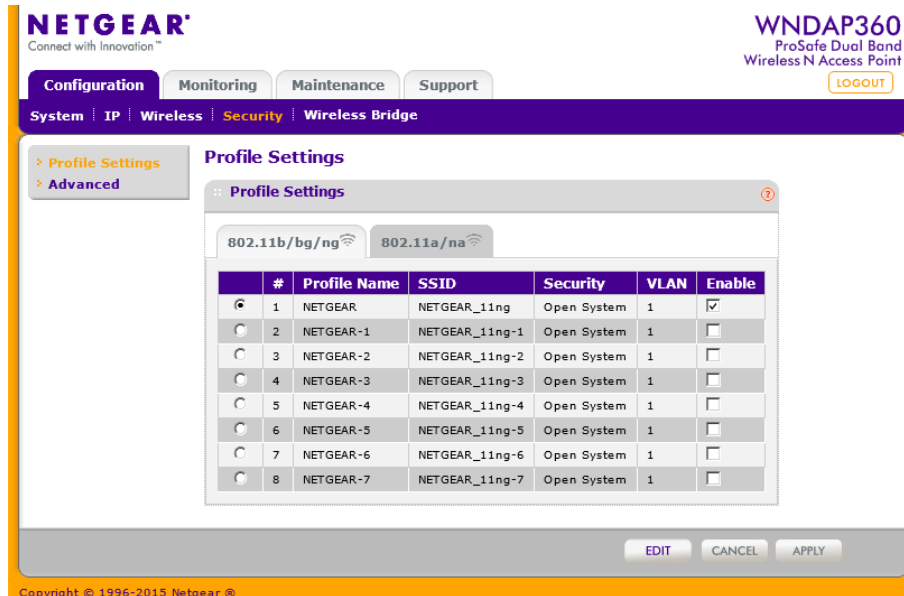 NETGEAR®
Connect with Innovation™
WNDAP360
ProSafe Dual Band
Wireless N Access Point
LOGOUT
Configuration Monitoring Maintenance Support
System IP Wireless Security Wireless Bridge
Profile Settings
Advanced
Profile Settings
Profile Settings ?
802.11b/bg/ng 802.11a/na
# Profile Name SSID Security VLAN Enable
1 NETGEAR NETGEAR_11ng Open System 1
2 NETGEAR-1 NETGEAR_11ng-1 Open System 1
3 NETGEAR-2 NETGEAR_11ng-2 Open System 1
4 NETGEAR-3 NETGEAR_11ng-3 Open System 1
5 NETGEAR-4 NETGEAR_11ng-4 Open System 1
6 NETGEAR-5 NETGEAR_11ng-5 Open System 1
7 NETGEAR-6 NETGEAR_11ng-6 Open System 1
8 NETGEAR-7 NETGEAR_11ng-7 Open System 1
EDIT CANCEL APPLY
Copyright © 1996-2015 Netgear ®